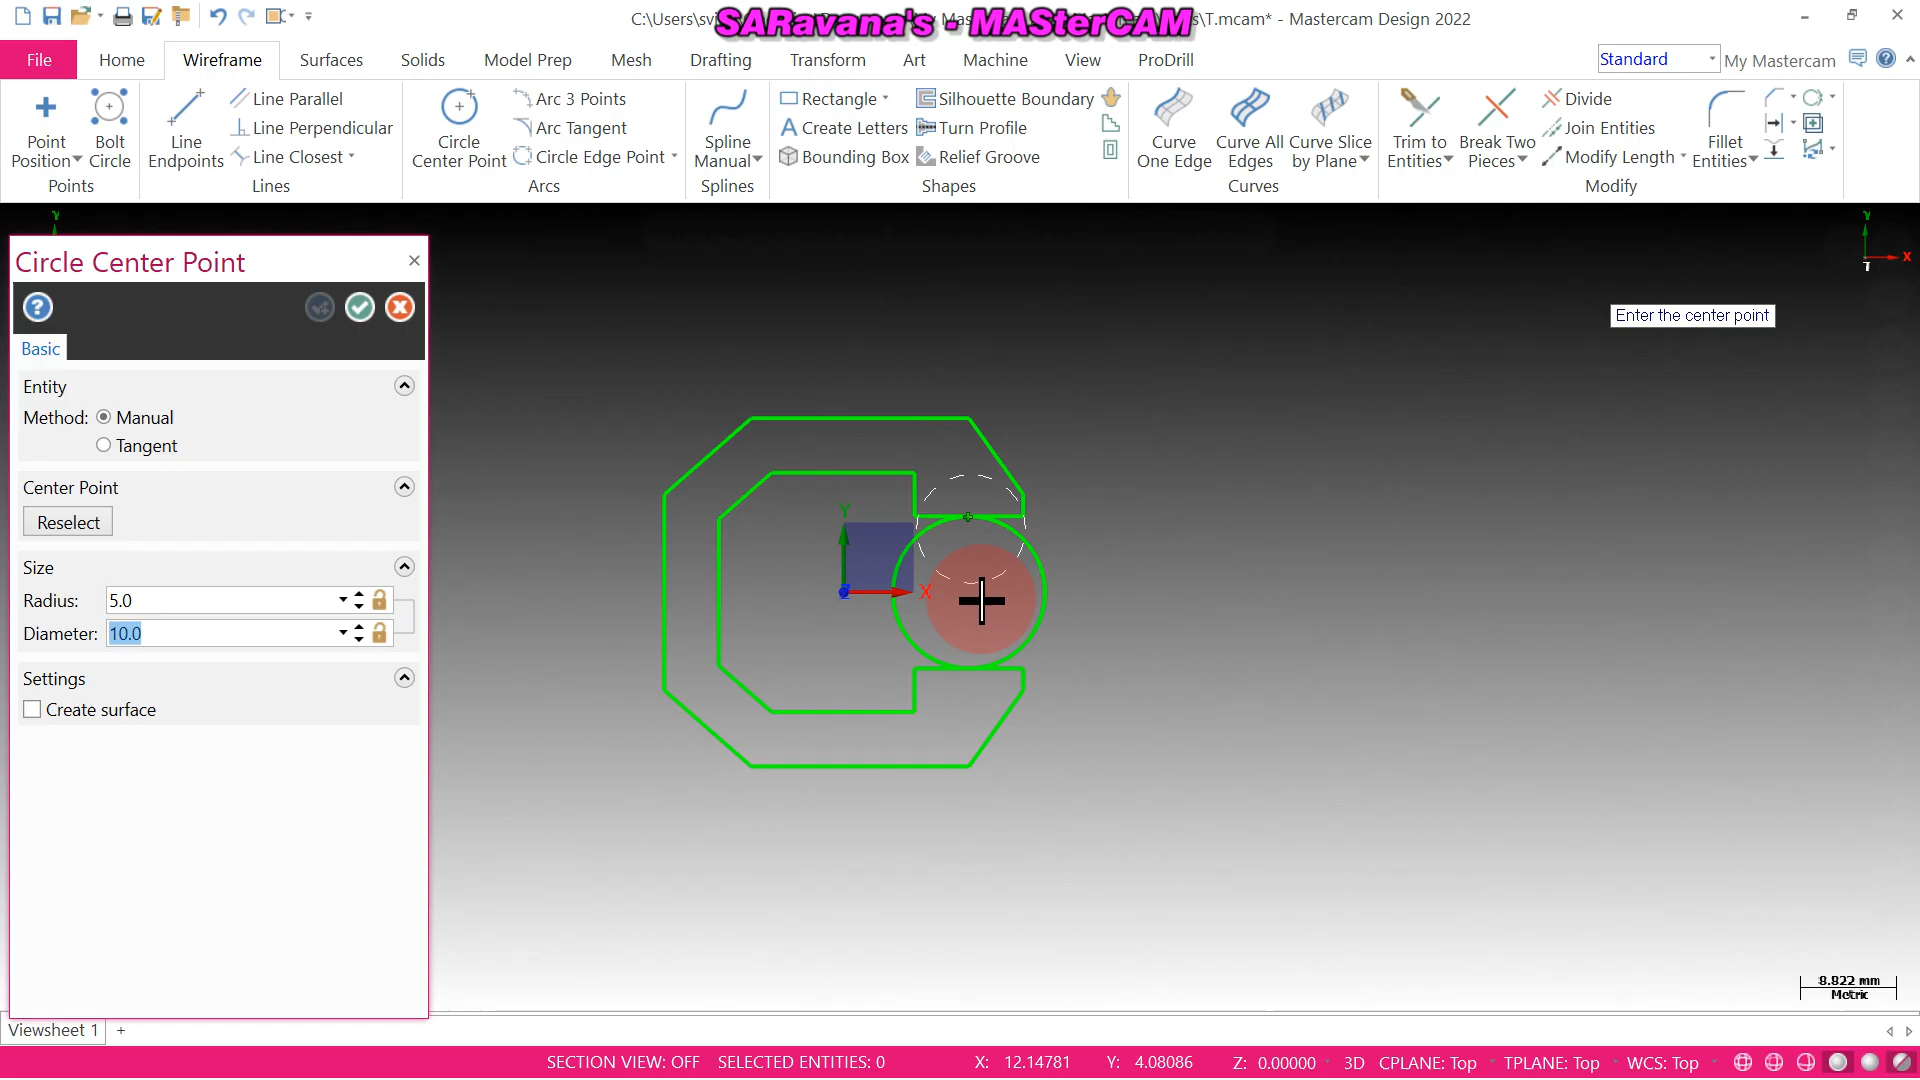 C:\Users\svi
SARavana's - MASterCAM
s\T.mcam* - Mastercam Design 2022
File
Home
Wireframe
Surfaces
Solids
Model Prep
Mesh
Drafting
Transform
Art
Machine
View
ProDrill
Standard
My Mastercam
Point
Position
Bolt
Circle
Points
Line
Endpoints
Line Parallel
Line Perpendicular
Line Closest
Lines
Circle
Center Point
Arc 3 Points
Arc Tangent
Circle Edge Point
Arcs
Spline
Manual
Splines
Rectangle
Create Letters
Bounding Box
Silhouette Boundary
Turn Profile
Relief Groove
Shapes
Curve
One Edge
Curve All
Edges
Curve Slice
by Plane
Curves
Trim to
Entities
Break Two
Pieces
Divide
Join Entities
Modify Length
Fillet
Entities
Modify
Circle Center Point
Basic
Entity
Method: Manual
Tangent
Center Point
Reselect
Size
Radius: 5.0
Diameter: 10.0
Settings
Create surface
Y
X
T
Enter the center point
Y
X
Z
8.822 mm
Metric
Viewsheet 1 +
SECTION VIEW: OFF SELECTED ENTITIES: 0 X: 12.14781 Y: 4.08086 Z: 0.00000 3D CPLANE: Top TPLANE: Top WCS: Top